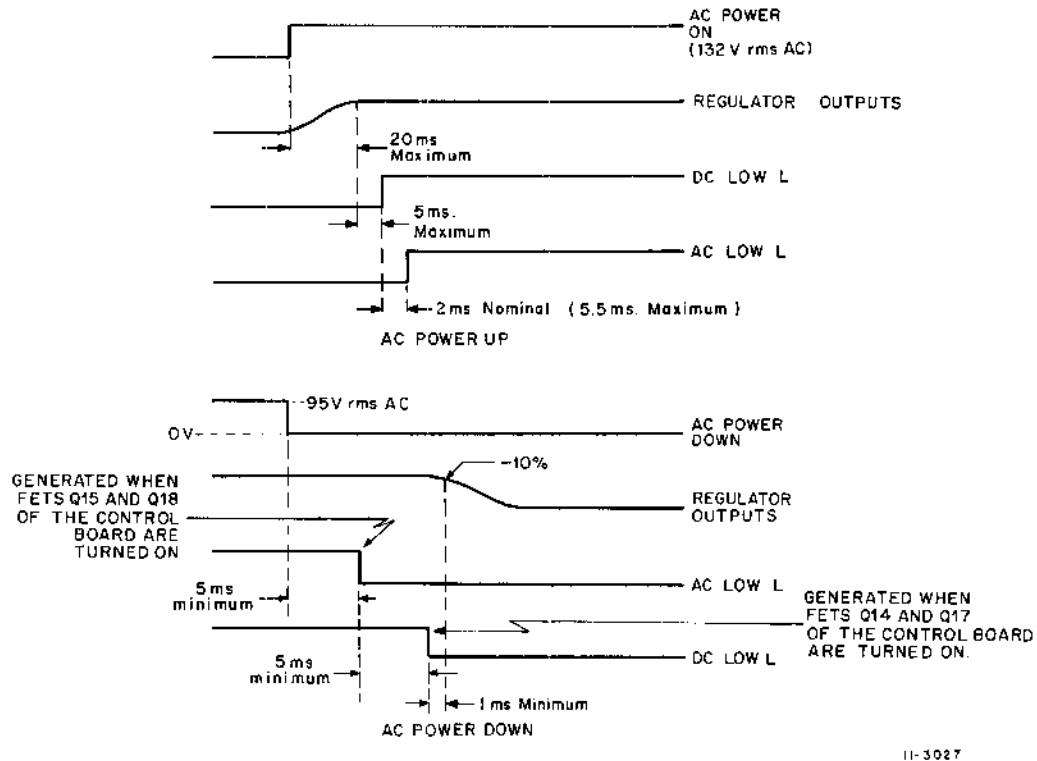 AC POWER
ON
(132 V rms AC)
REGULATOR OUTPUTS
20ms
Maximum
DC LOW L
5ms.
Maximum
AC LOW L
2ms Nominal (5.5ms. Maximum)
AC POWER UP
95V rms AC
0V
AC POWER
DOWN
-10%
GENERATED WHEN
FETS Q15 AND Q18
OF THE CONTROL
BOARD ARE
TURNED ON
REGULATOR
OUTPUTS
5ms
minimum
AC LOW L
GENERATED WHEN
FETS Q14 AND Q17
OF THE CONTROL BOARD
ARE TURNED ON.
5ms
minimum
DC LOW L
1ms Minimum
AC POWER DOWN
11-3027